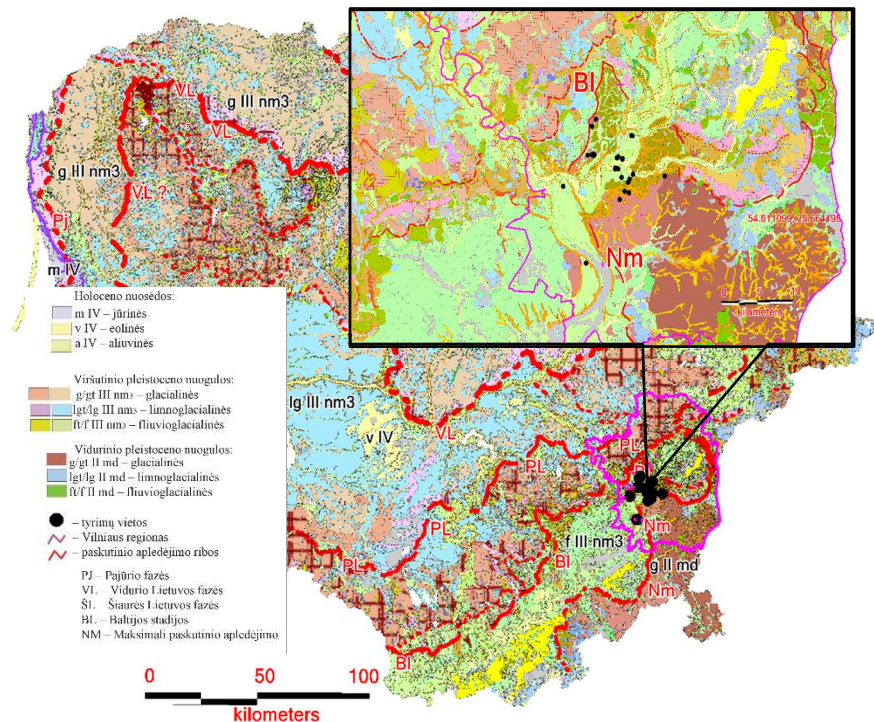 VL
g III nm3
VL
g III nm3
VL ?
Pj
m IV
Bl
Nm
54.611099, 25.664198
0 5 10
kilometers
Holoceno nuosėdos:
m IV – jūrinės
v IV – eolinės
a IV – aliuvinės
Viršutinio pleistoceno nuogulos:
g/gt III nm3 – glacialinės
lgt/lg III nm3 – limnoglacialinės
ft/f III nm3 – fliuvioglacialinės
Vidurinio pleistoceno nuogulos:
g/gt II md – glacialinės
lgt/lg II md – limnoglacialinės
ft/f II md – fliuvioglacialinės
– tyrimų vietos
– Vilniaus regionas
– paskutinio apledėjimo ribos
PJ – Pajūrio fazės
VL – Vidurio Lietuvos fazės
ŠL – Šiaurės Lietuvos fazės
BL – Baltijos stadijos
NM – Maksimali paskutinio apledėjimo
lg III nm3
v IV
VL
PL
PL
PL
PL
Bl
Bl
f III nm3
Nm
g II md
Nm
0 50 100
kilometers